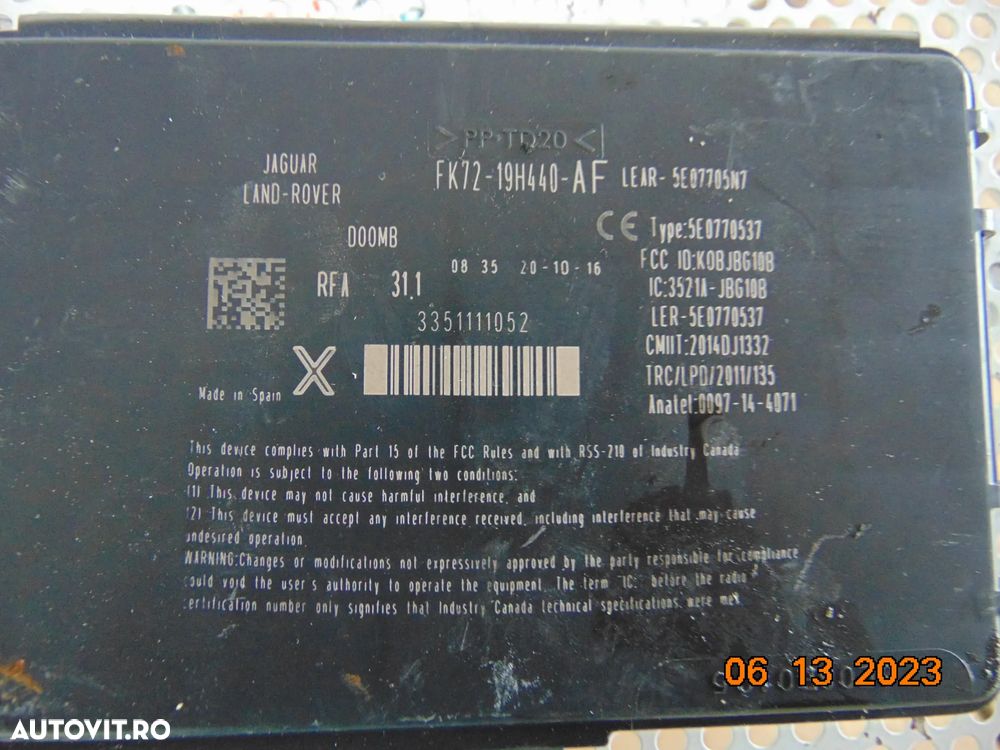 >PP-TD20<
JAGUAR
LAND-ROVER
FK72-19H440-AF LEAR- 5E07705N7
D00MB
CE Type:5E0770537
FCC ID:KOBJBG10B
IC:3521A-JBG10B
LER-5E0770537
CMIIT:2014DJ1332
TRC/LPD/2011/135
Anatel:0097-14-4071
08 35 20-10-16
RFA 31.1
3351111052
X
Made in Spain
This device complies with Part 15 of the FCC Rules and with RSS-210 of Industry Canada
Operation is subject to the following two conditions:
(1) This device may not cause harmful interference, and
(2) This device must accept any interference received, including interference that may cause
undesired operation.
WARNING:Changes or modifications not expressively approved by the party responsible for compliance
could void the user's authority to operate the equipment. The term "IC: before the radio
certification number only signifies that Industry Canada technical specifications were met.
06 13 2023
AUTOVIT.RO